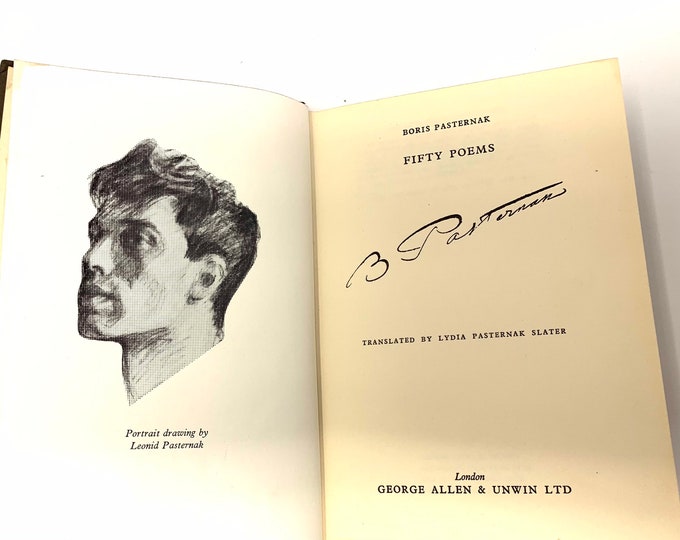 Portrait drawing by
Leonid Pasternak
BORIS PASTERNAK
FIFTY POEMS
B Pasternak
TRANSLATED BY LYDIA PASTERNAK SLATER
London
GEORGE ALLEN & UNWIN LTD